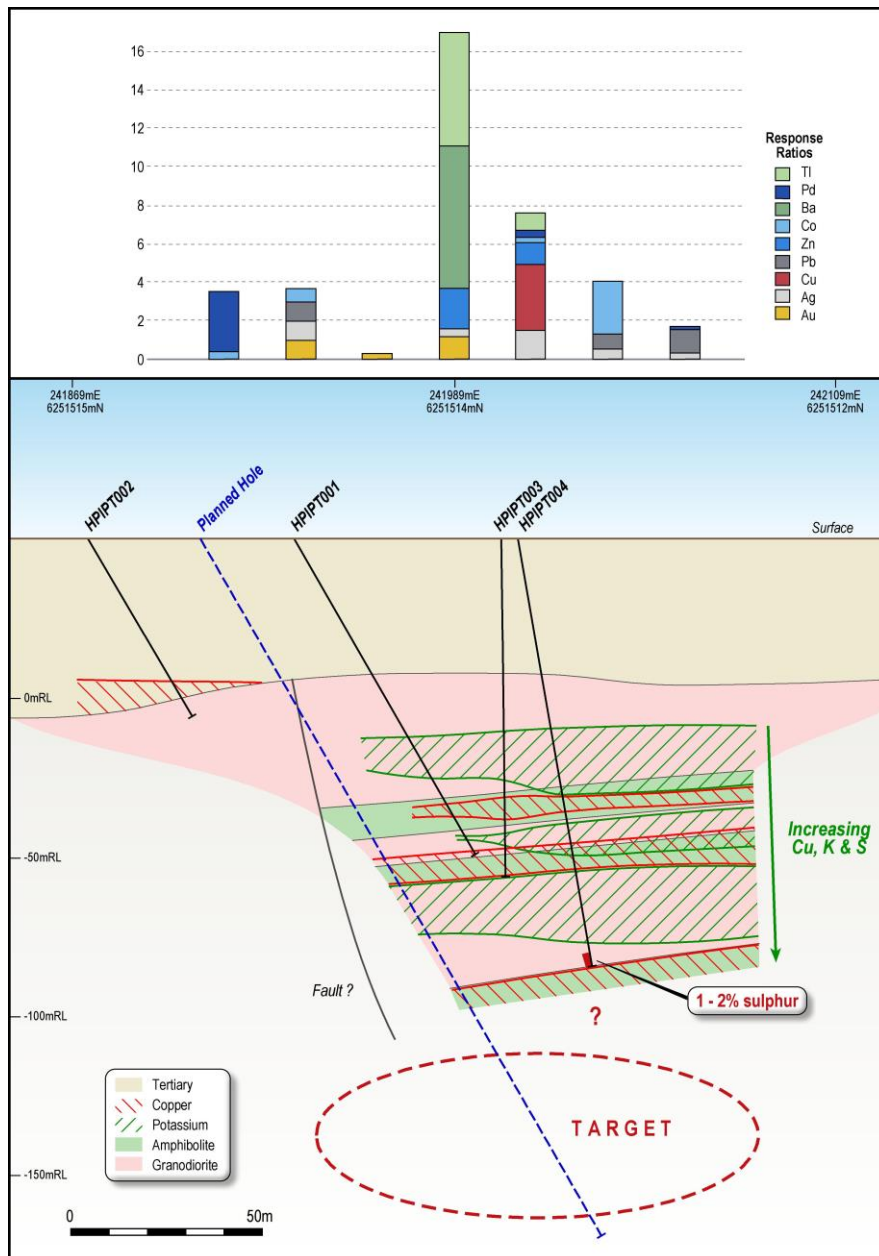 16
14
12
10
8
6
4
2
0
Response
Ratios
Tl
Pd
Ba
Co
Zn
Pb
Cu
Ag
Au
241869mE
6251515mN
241989mE
6251514mN
242109mE
6251512mN
HPIPT002
Planned Hole
HPIPT001
HPIPT003
HPIPT004
Surface
0mRL
-50mRL
Increasing
Cu, K & S
Fault ?
1 - 2% sulphur
?
-100mRL
TARGET
Tertiary
Copper
Potassium
Amphibolite
Granodiorite
-150mRL
0
50m